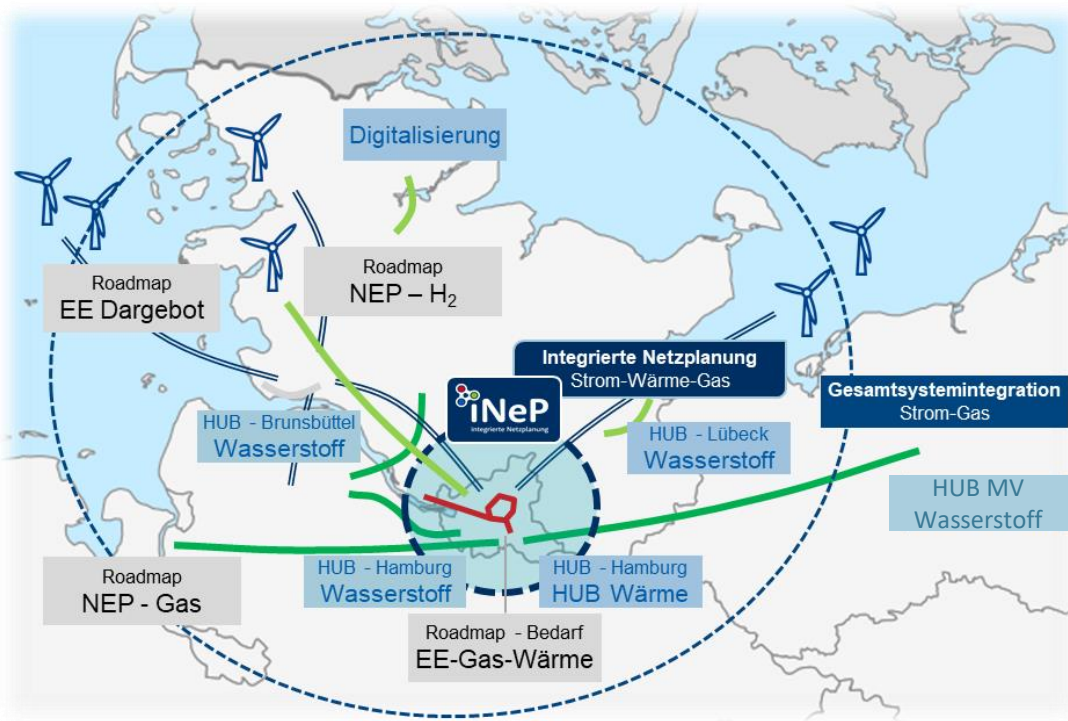 Digitalisierung
Roadmap
EE Dargebot
Roadmap
NEP – H₂
Integrierte Netzplanung
Strom-Wärme-Gas
iNeP
Integrierte Netzplanung
Gesamtsystemintegration
Strom-Gas
HUB - Brunsbüttel
Wasserstoff
HUB - Lübeck
Wasserstoff
HUB MV
Wasserstoff
Roadmap
NEP - Gas
HUB - Hamburg
Wasserstoff
HUB - Hamburg
HUB Wärme
Roadmap - Bedarf
EE-Gas-Wärme